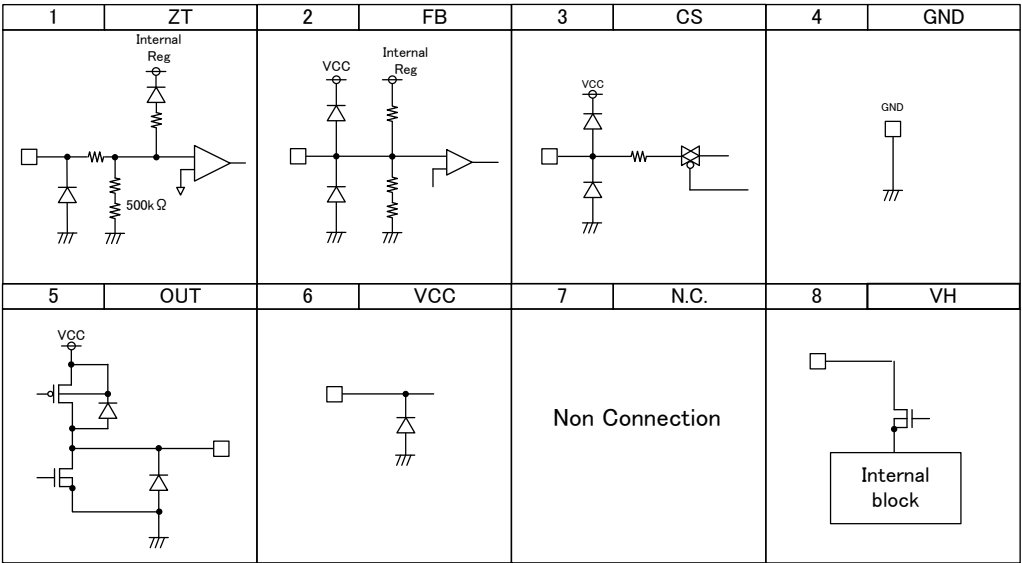 1 ZT
2 FB
3 CS
4 GND
Internal
Reg
500kΩ
VCC
Internal
Reg
VCC
GND
5 OUT
6 VCC
7 N.C.
8 VH
VCC
Non Connection
Internal
block